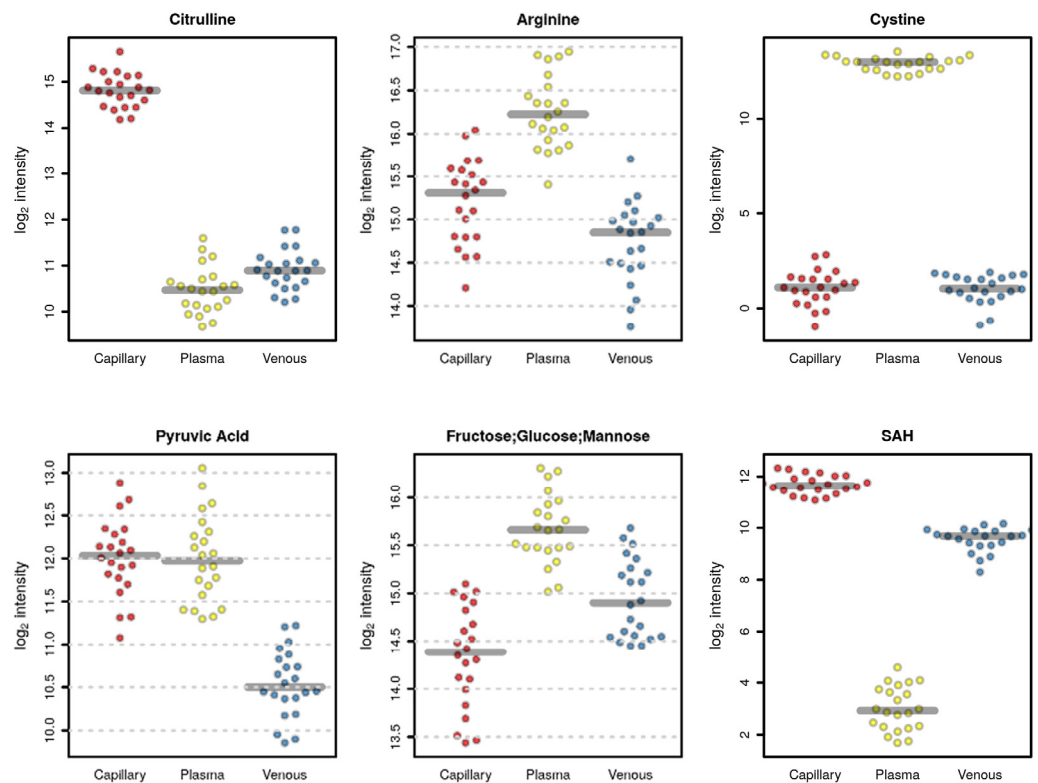 Citrulline
log2 intensity
15
14
13
12
11
10
Capillary Plasma Venous
Arginine
log2 intensity
17.0
16.5
16.0
15.5
15.0
14.5
14.0
Capillary Plasma Venous
Cystine
log2 intensity
10
5
0
Capillary Plasma Venous
Pyruvic Acid
log2 intensity
13.0
12.5
12.0
11.5
11.0
10.5
10.0
Capillary Plasma Venous
Fructose;Glucose;Mannose
log2 intensity
16.0
15.5
15.0
14.5
14.0
13.5
Capillary Plasma Venous
SAH
log2 intensity
12
10
8
6
4
2
Capillary Plasma Venous